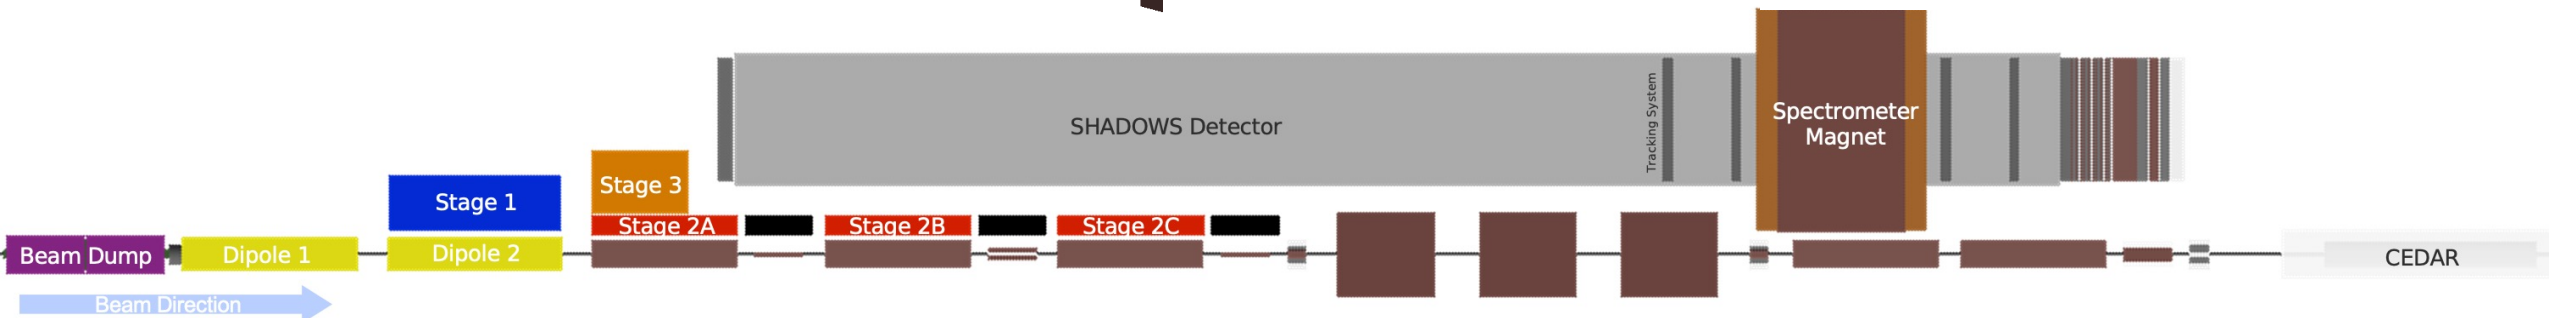 SHADOWS Detector
Tracking System
Spectrometer
Magnet
Stage 1
Stage 3
Stage 2A
Stage 2B
Stage 2C
Beam Dump
Dipole 1
Dipole 2
CEDAR
Beam Direction